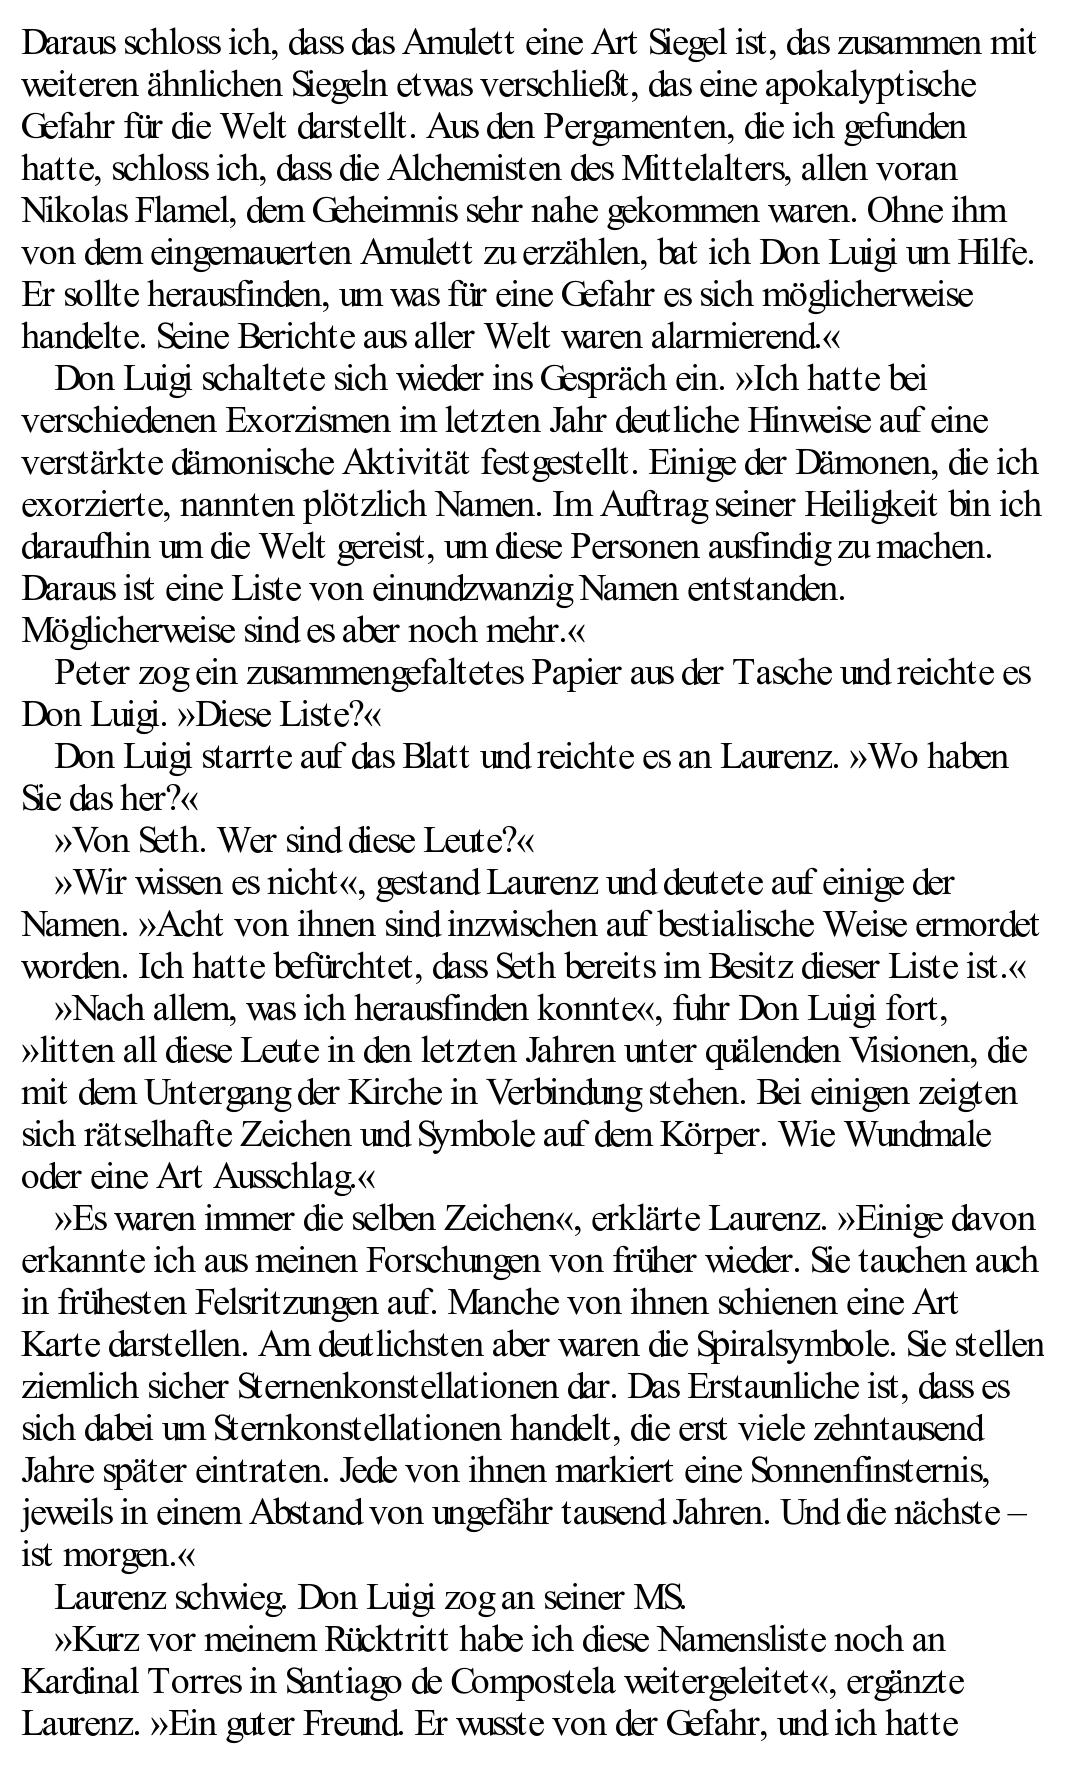 Daraus schloss ich, dass das Amulett eine Art Siegel ist, das zusammen mit
weiteren ähnlichen Siegeln etwas verschließt, das eine apokalyptische
Gefahr für die Welt darstellt. Aus den Pergamenten, die ich gefunden
hatte, schloss ich, dass die Alchemisten des Mittelalters, allen voran
Nikolas Flamel, dem Geheimnis sehr nahe gekommen waren. Ohne ihm
von dem eingemauerten Amulett zu erzählen, bat ich Don Luigi um Hilfe.
Er sollte herausfinden, um was für eine Gefahr es sich möglicherweise
handelte. Seine Berichte aus aller Welt waren alarmierend.«
Don Luigi schaltete sich wieder ins Gespräch ein. »Ich hatte bei
verschiedenen Exorzismen im letzten Jahr deutliche Hinweise auf eine
verstärkte dämonische Aktivität festgestellt. Einige der Dämonen, die ich
exorzierte, nannten plötzlich Namen. Im Auftrag seiner Heiligkeit bin ich
daraufhin um die Welt gereist, um diese Personen ausfindig zu machen.
Daraus ist eine Liste von einundzwanzig Namen entstanden.
Möglicherweise sind es aber noch mehr.«
Peter zog ein zusammengefaltetes Papier aus der Tasche und reichte es
Don Luigi. »Diese Liste?«
Don Luigi starrte auf das Blatt und reichte es an Laurenz. »Wo haben
Sie das her?«
»Von Seth. Wer sind diese Leute?«
»Wir wissen es nicht«, gestand Laurenz und deutete auf einige der
Namen. »Acht von ihnen sind inzwischen auf bestialische Weise ermordet
worden. Ich hatte befürchtet, dass Seth bereits im Besitz dieser Liste ist.«
»Nach allem, was ich herausfinden konnte«, fuhr Don Luigi fort,
»litten all diese Leute in den letzten Jahren unter quälenden Visionen, die
mit dem Untergang der Kirche in Verbindung stehen. Bei einigen zeigten
sich rätselhafte Zeichen und Symbole auf dem Körper. Wie Wundmale
oder eine Art Ausschlag.«
»Es waren immer die selben Zeichen«, erklärte Laurenz. »Einige davon
erkannte ich aus meinen Forschungen von früher wieder. Sie tauchen auch
in frühesten Felsritzungen auf. Manche von ihnen schienen eine Art
Karte darstellen. Am deutlichsten aber waren die Spiralsymbole. Sie stellen
ziemlich sicher Sternenkonstellationen dar. Das Erstaunliche ist, dass es
sich dabei um Sternkonstellationen handelt, die erst viele zehntausend
Jahre später eintraten. Jede von ihnen markiert eine Sonnenfinsternis,
jeweils in einem Abstand von ungefähr tausend Jahren. Und die nächste –
ist morgen.«
Laurenz schwieg. Don Luigi zog an seiner MS.
»Kurz vor meinem Rücktritt habe ich diese Namensliste noch an
Kardinal Torres in Santiago de Compostela weitergeleitet«, ergänzte
Laurenz. »Ein guter Freund. Er wusste von der Gefahr, und ich hatte